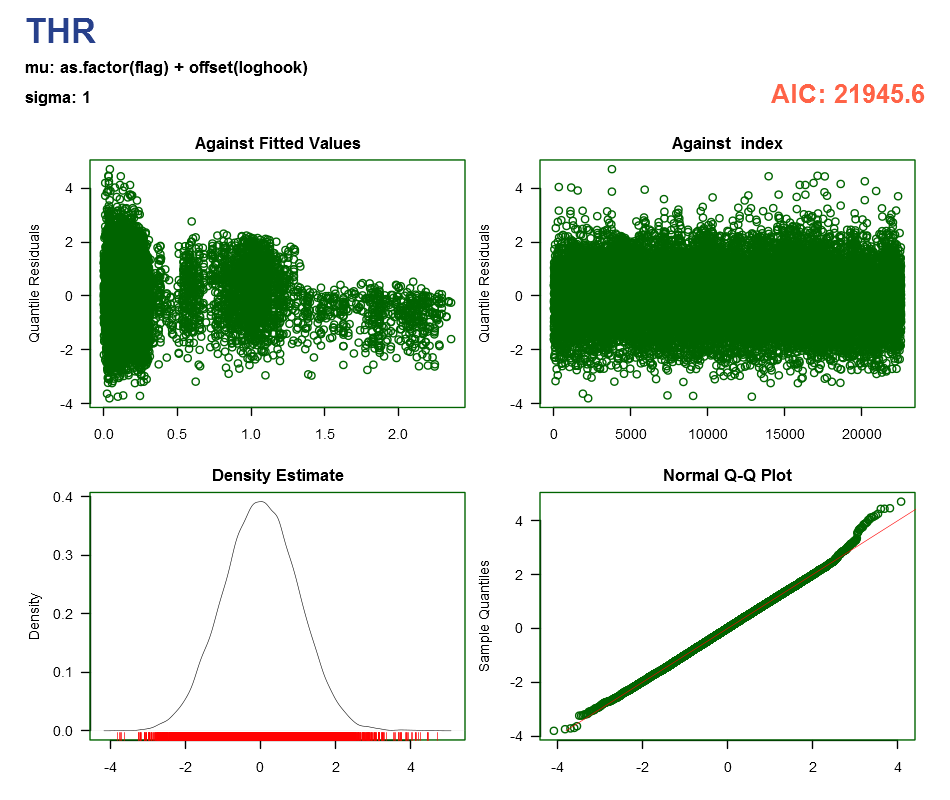 THR
mu: as.factor(flag) + offset(loghook)
sigma: 1
AIC: 21945.6
Against Fitted Values
Quantile Residuals
4
2
0
-2
-4
0.0 0.5 1.0 1.5 2.0
Against  index
Quantile Residuals
4
2
0
-2
-4
0 5000 10000 15000 20000
Density Estimate
Density
0.4
0.3
0.2
0.1
0.0
-4 -2 0 2 4
Normal Q-Q Plot
Sample Quantiles
4
2
0
-2
-4
-4 -2 0 2 4